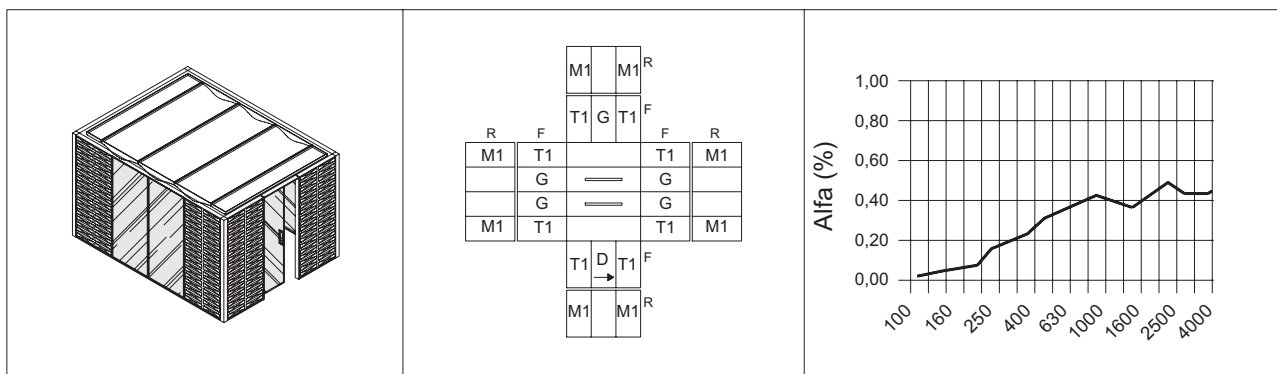 M1 M1 R
T1 G T1 F
R F F R
M1 T1 T1 M1
G G
G G
M1 T1 T1 M1
T1 D T1 F
M1 M1 R
Alfa (%)
1,00
0,80
0,60
0,40
0,20
0,00
100 160 250 400 630 1000 1600 2500 4000